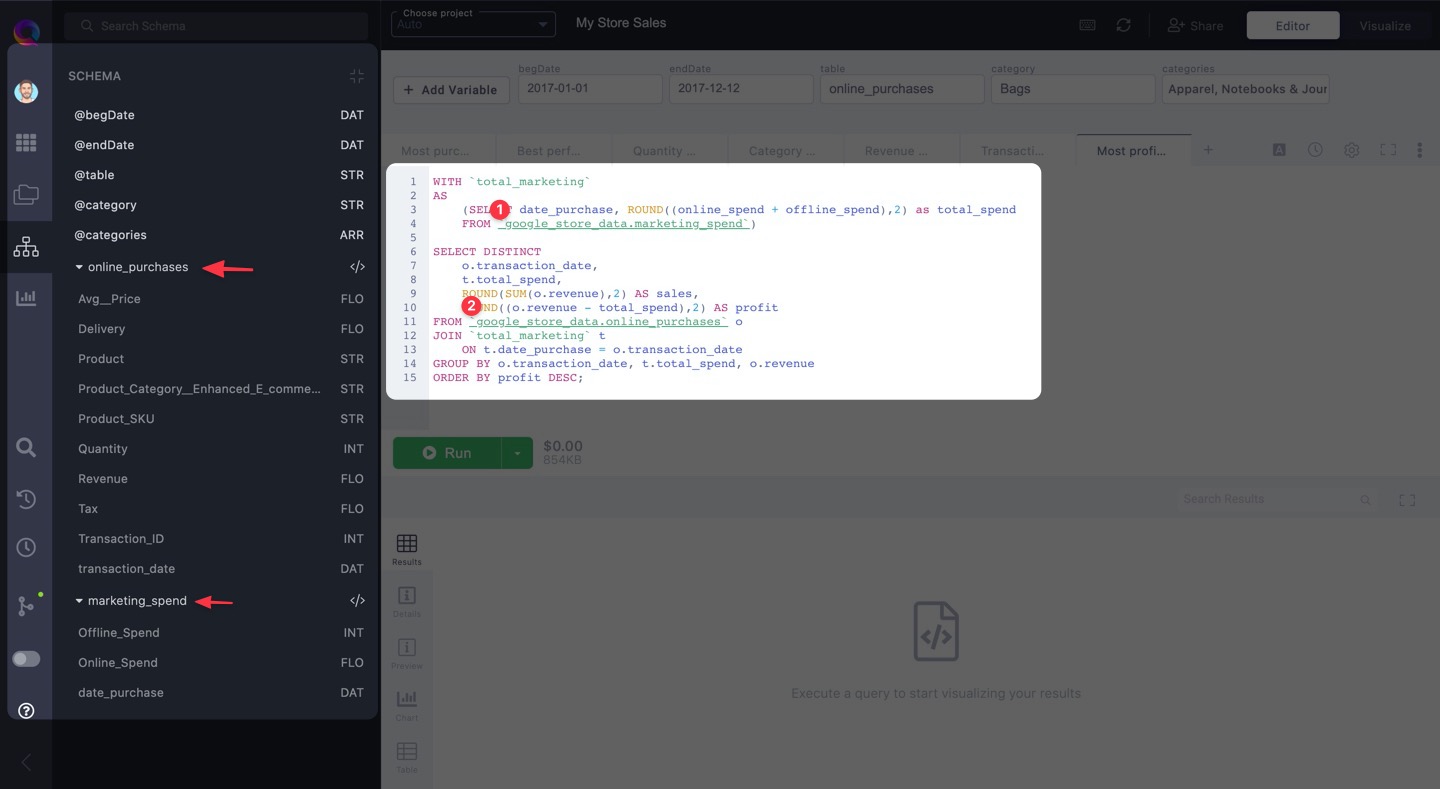 Search Schema
SCHEMA
@begDate DAT
@endDate DAT
@table STR
@category STR
@categories ARR
online_purchases </>
Avg__Price FLO
Delivery FLO
Product STR
Product_Category__Enhanced_E_comme... STR
Product_SKU STR
Quantity INT
Revenue FLO
Tax FLO
Transaction_ID INT
transaction_date DAT
marketing_spend </>
Offline_Spend INT
Online_Spend FLO
date_purchase DAT
Choose project
Auto
My Store Sales
Share
Editor
Visualize
+ Add Variable
begDate
2017-01-01
endDate
2017-12-12
table
online_purchases
category
Bags
categories
Apparel, Notebooks & Jour
Most purc... Best perf... Quantity ... Category ... Revenue ... Transacti... Most profi... + A
1 WITH `total_marketing`
2 AS
3 (SEL 1 T date_purchase, ROUND((online_spend + offline_spend),2) as total_spend
4 FROM `google_store_data.marketing_spend`)
5
6 SELECT DISTINCT
7 o.transaction_date,
8 t.total_spend,
9 ROUND(SUM(o.revenue),2) AS sales,
10 2 UND((o.revenue - total_spend),2) AS profit
11 FROM `google_store_data.online_purchases` o
12 JOIN `total_marketing` t
13 ON t.date_purchase = o.transaction_date
14 GROUP BY o.transaction_date, t.total_spend, o.revenue
15 ORDER BY profit DESC;
Run
$0.00
854KB
Search Results
Results
Details
Preview
Chart
Table
</>
Execute a query to start visualizing your results